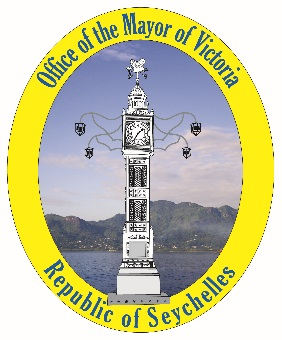 Office of the Mayor of Victoria
Republic of Seychelles